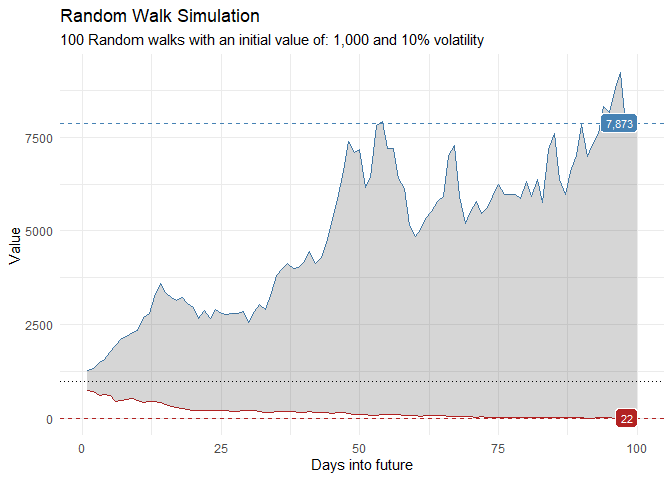 Random Walk Simulation
100 Random walks with an initial value of: 1,000 and 10% volatility
Value
7500
5000
2500
0
7,873
22
0 25 50 75 100
Days into future